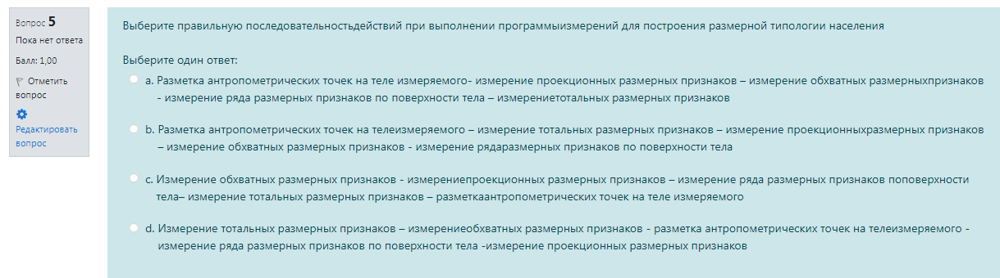 Вопрос 5
Пока нет ответа
Балл: 1,00
Отметить
вопрос
Редактировать
вопрос
Выберите правильную последовательностьдействий при выполнении программыизмерений для построения размерной типологии населения
Выберите один ответ:
a. Разметка антропометрических точек на теле измеряемого- измерение проекционных размерных признаков – измерение обхватных размерныхпризнаков
- измерение ряда размерных признаков по поверхности тела – измерениетотальных размерных признаков
b. Разметка антропометрических точек на телеизмеряемого – измерение тотальных размерных признаков – измерение проекционныхразмерных признаков
– измерение обхватных размерных признаков - измерение рядаразмерных признаков по поверхности тела
c. Измерение обхватных размерных признаков - измерениепроекционных размерных признаков – измерение ряда размерных признаков поповерхности
тела– измерение тотальных размерных признаков – разметкаантропометрических точек на теле измеряемого
d. Измерение тотальных размерных признаков – измерениеобхватных размерных признаков - разметка антропометрических точек на телеизмеряемого -
измерение ряда размерных признаков по поверхности тела -измерение проекционных размерных признаков